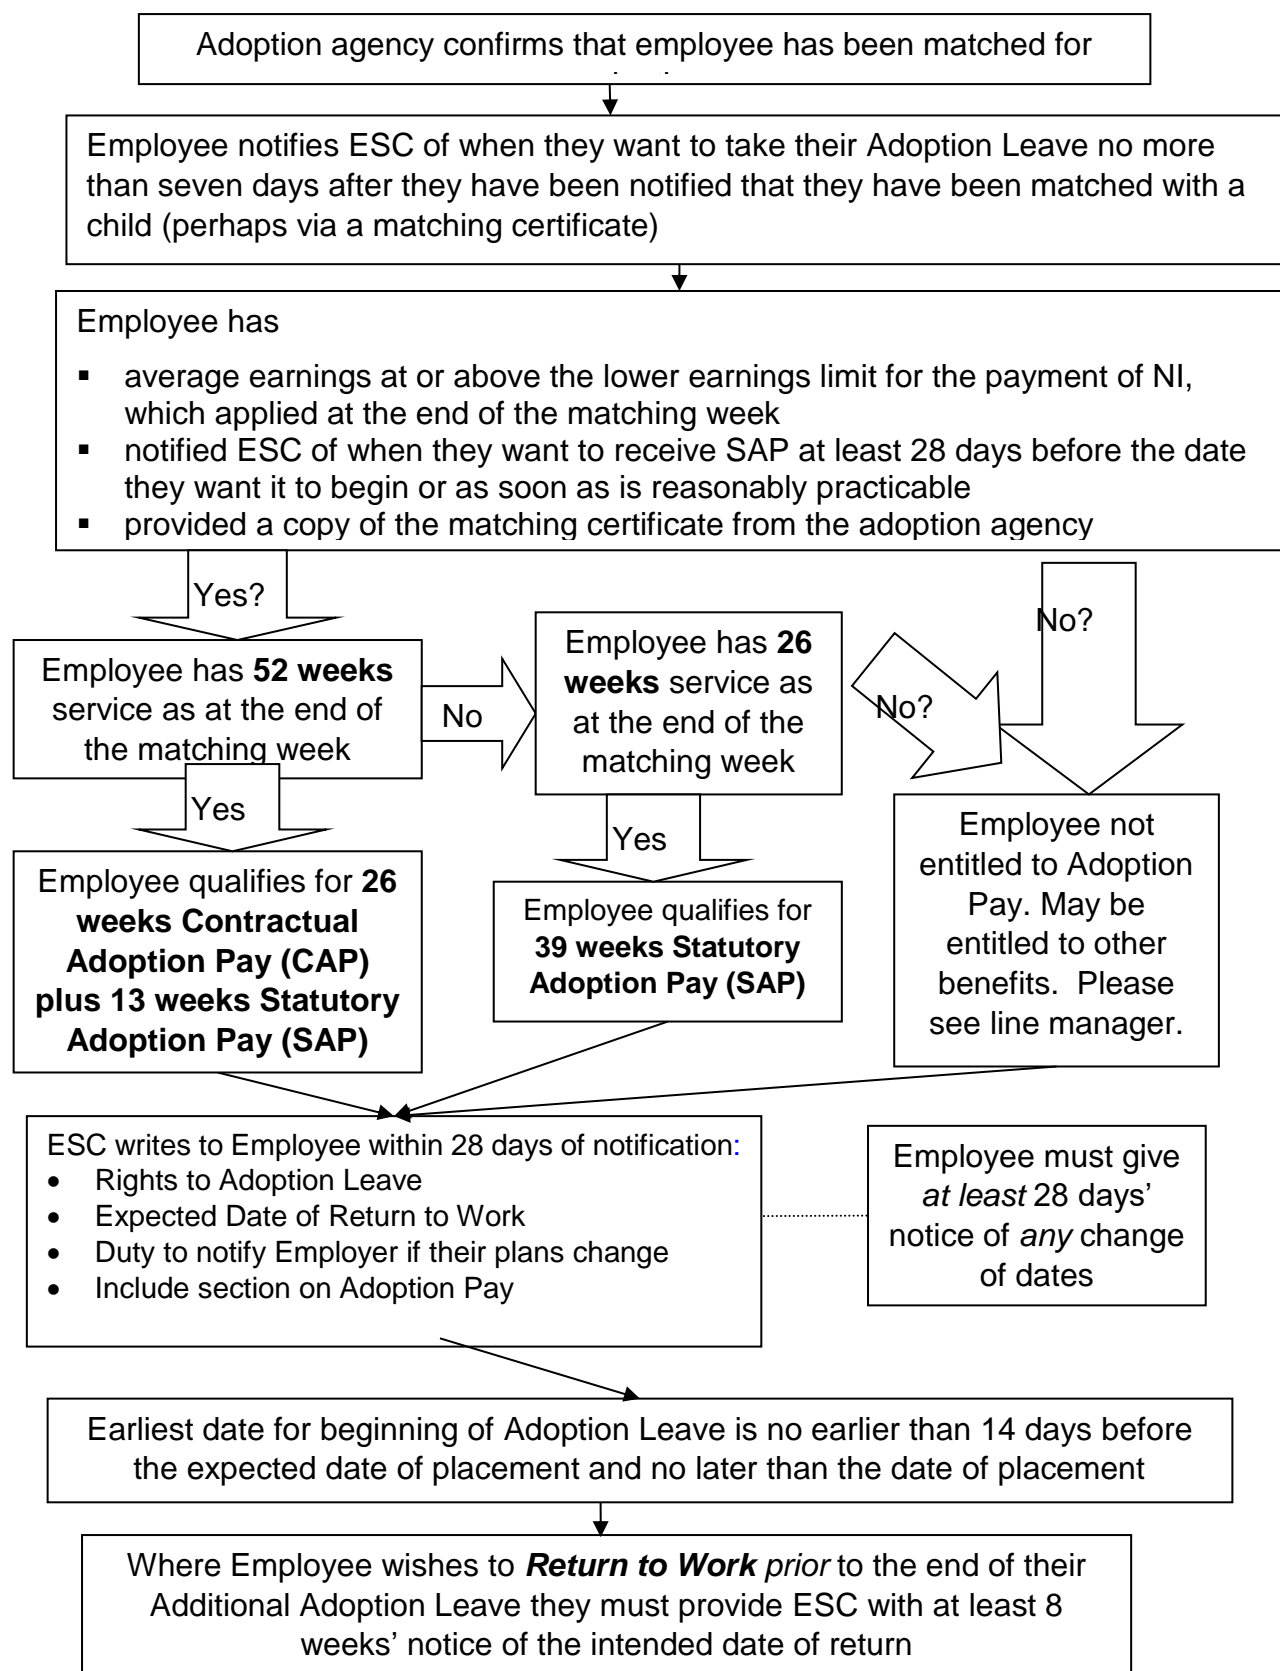 Adoption agency confirms that employee has been matched for
Employee notifies ESC of when they want to take their Adoption Leave no more
than seven days after they have been notified that they have been matched with a
child (perhaps via a matching certificate)
Employee has
▪ average earnings at or above the lower earnings limit for the payment of NI,
which applied at the end of the matching week
▪ notified ESC of when they want to receive SAP at least 28 days before the date
they want it to begin or as soon as is reasonably practicable
▪ provided a copy of the matching certificate from the adoption agency
Yes?
No?
Employee has 52 weeks
service as at the end of
the matching week
No
Employee has 26
weeks service as
at the end of the
matching week
No?
Yes
Yes
Employee qualifies for 26
weeks Contractual
Adoption Pay (CAP)
plus 13 weeks Statutory
Adoption Pay (SAP)
Employee qualifies for
39 weeks Statutory
Adoption Pay (SAP)
Employee not
entitled to Adoption
Pay. May be
entitled to other
benefits. Please
see line manager.
ESC writes to Employee within 28 days of notification:
• Rights to Adoption Leave
• Expected Date of Return to Work
• Duty to notify Employer if their plans change
• Include section on Adoption Pay
Employee must give
at least 28 days’
notice of any change
of dates
Earliest date for beginning of Adoption Leave is no earlier than 14 days before
the expected date of placement and no later than the date of placement
Where Employee wishes to Return to Work prior to the end of their
Additional Adoption Leave they must provide ESC with at least 8
weeks’ notice of the intended date of return